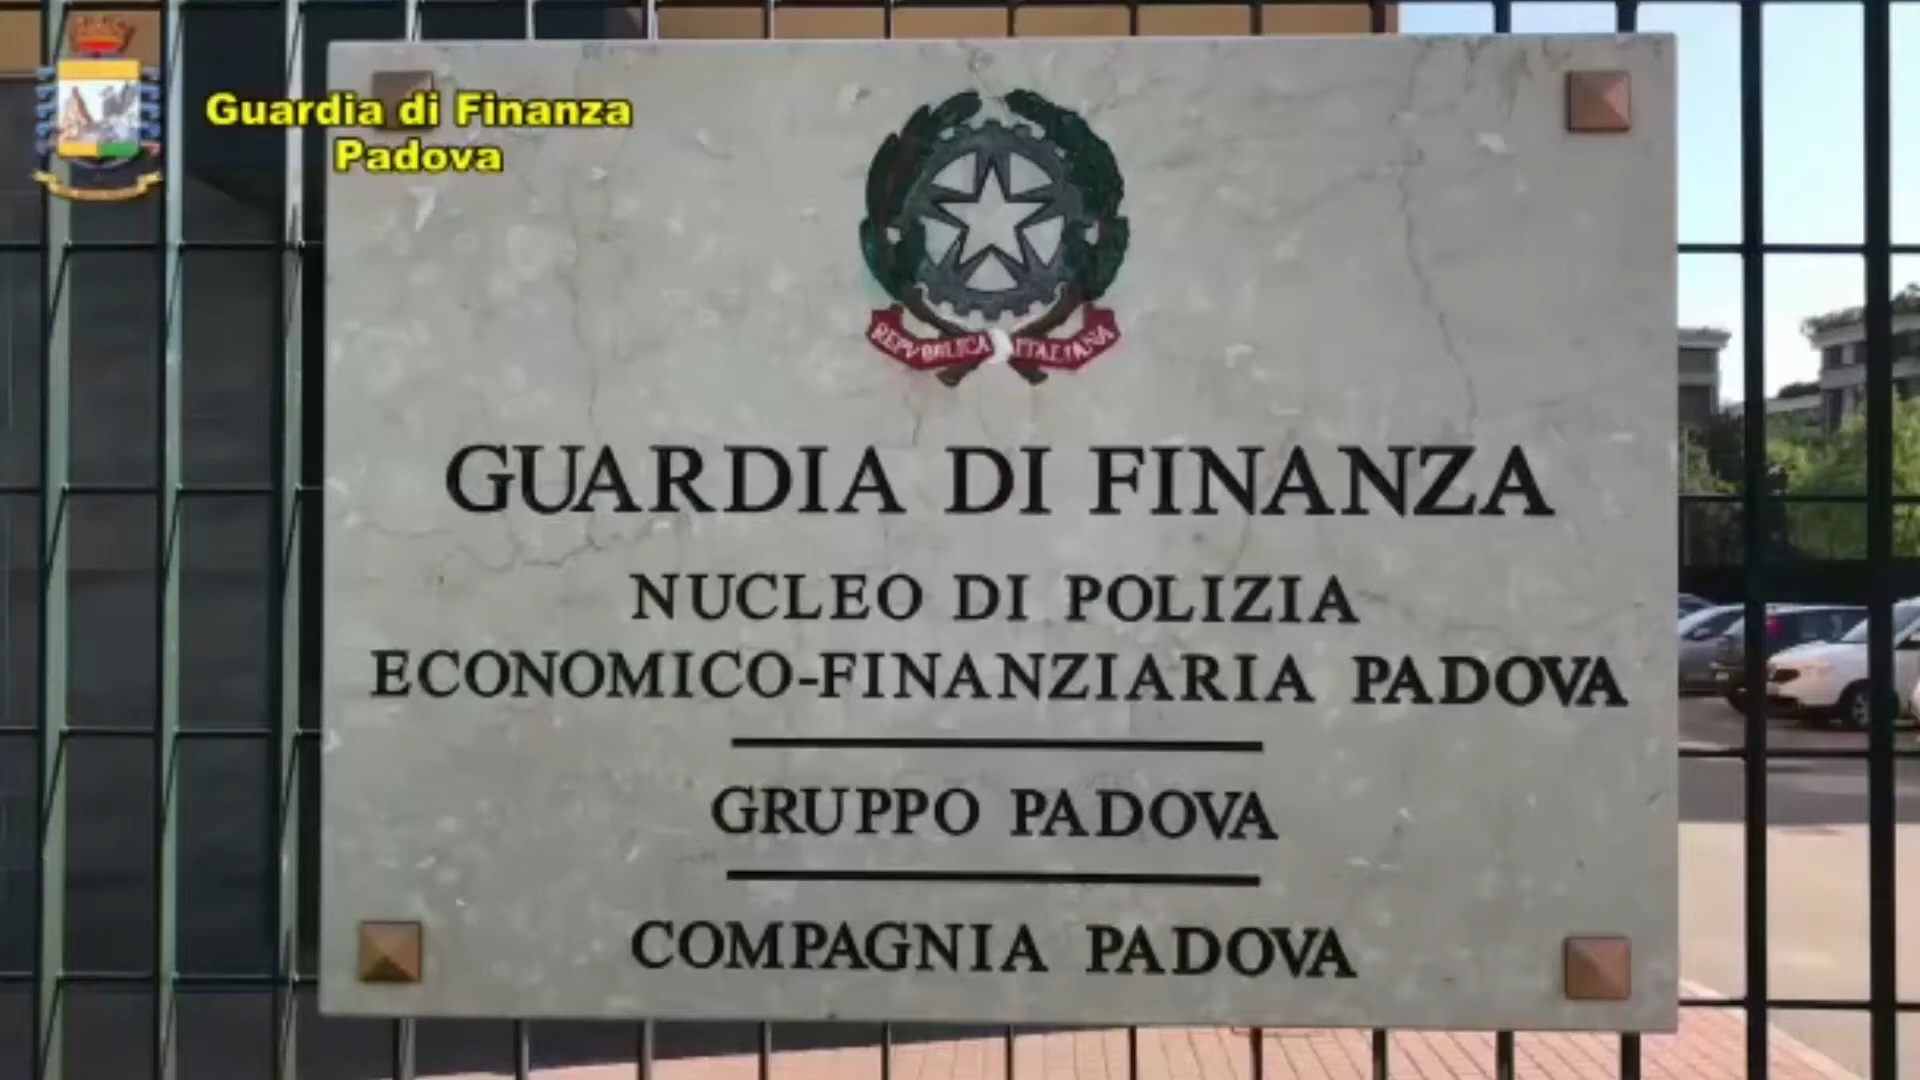 Guardia di Finanza
Padova
REPVBBLICA ITALIANA
GUARDIA DI FINANZA
NUCLEO DI POLIZIA
ECONOMICO-FINANZIARIA PADOVA
GRUPPO PADOVA
COMPAGNIA PADOVA